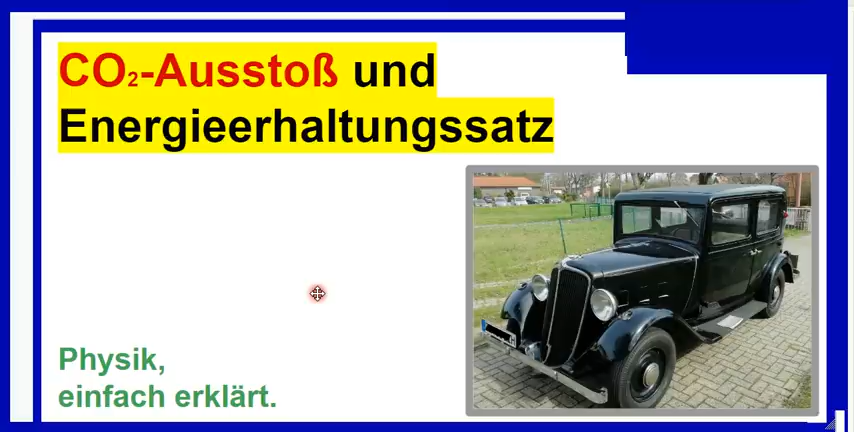 CO₂-Ausstoß und
Energieerhaltungssatz
Physik,
einfach erklärt.